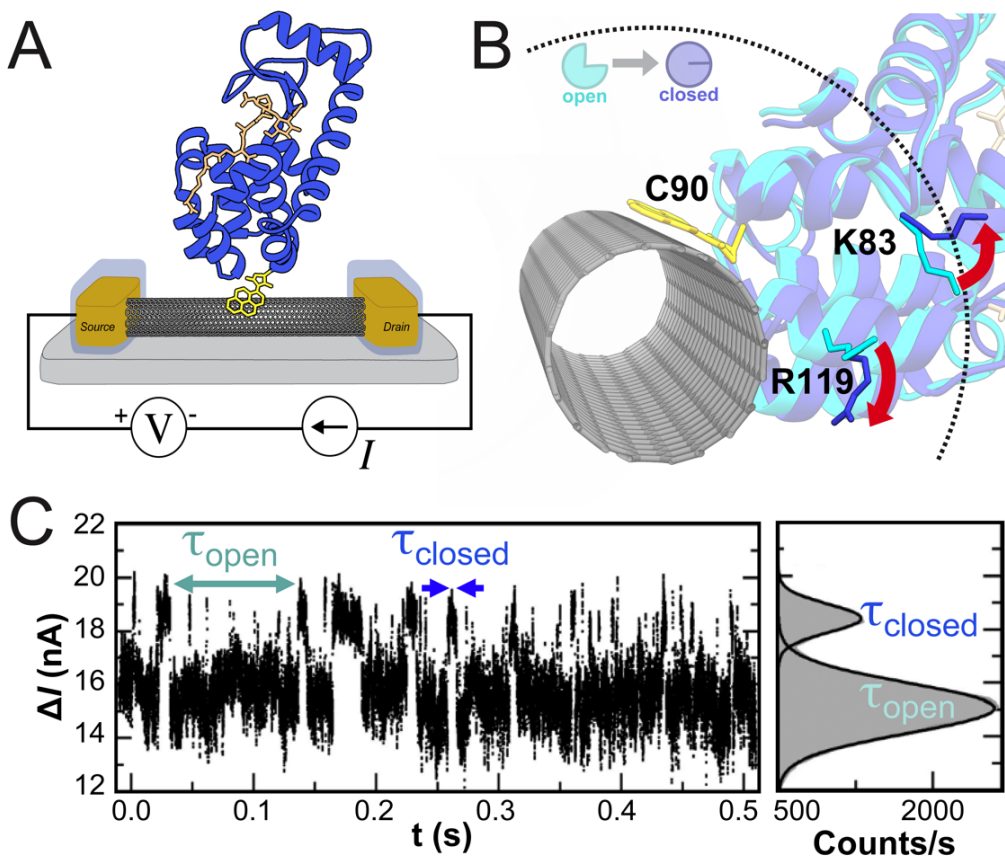 A
Source
Drain
+
V
-
I
B
open
closed
C90
K83
R119
C
22
20
18
16
14
12
ΔI (nA)
τopen
τclosed
0.0
0.1
0.2
0.3
0.4
0.5
t (s)
τclosed
τopen
500
2000
Counts/s